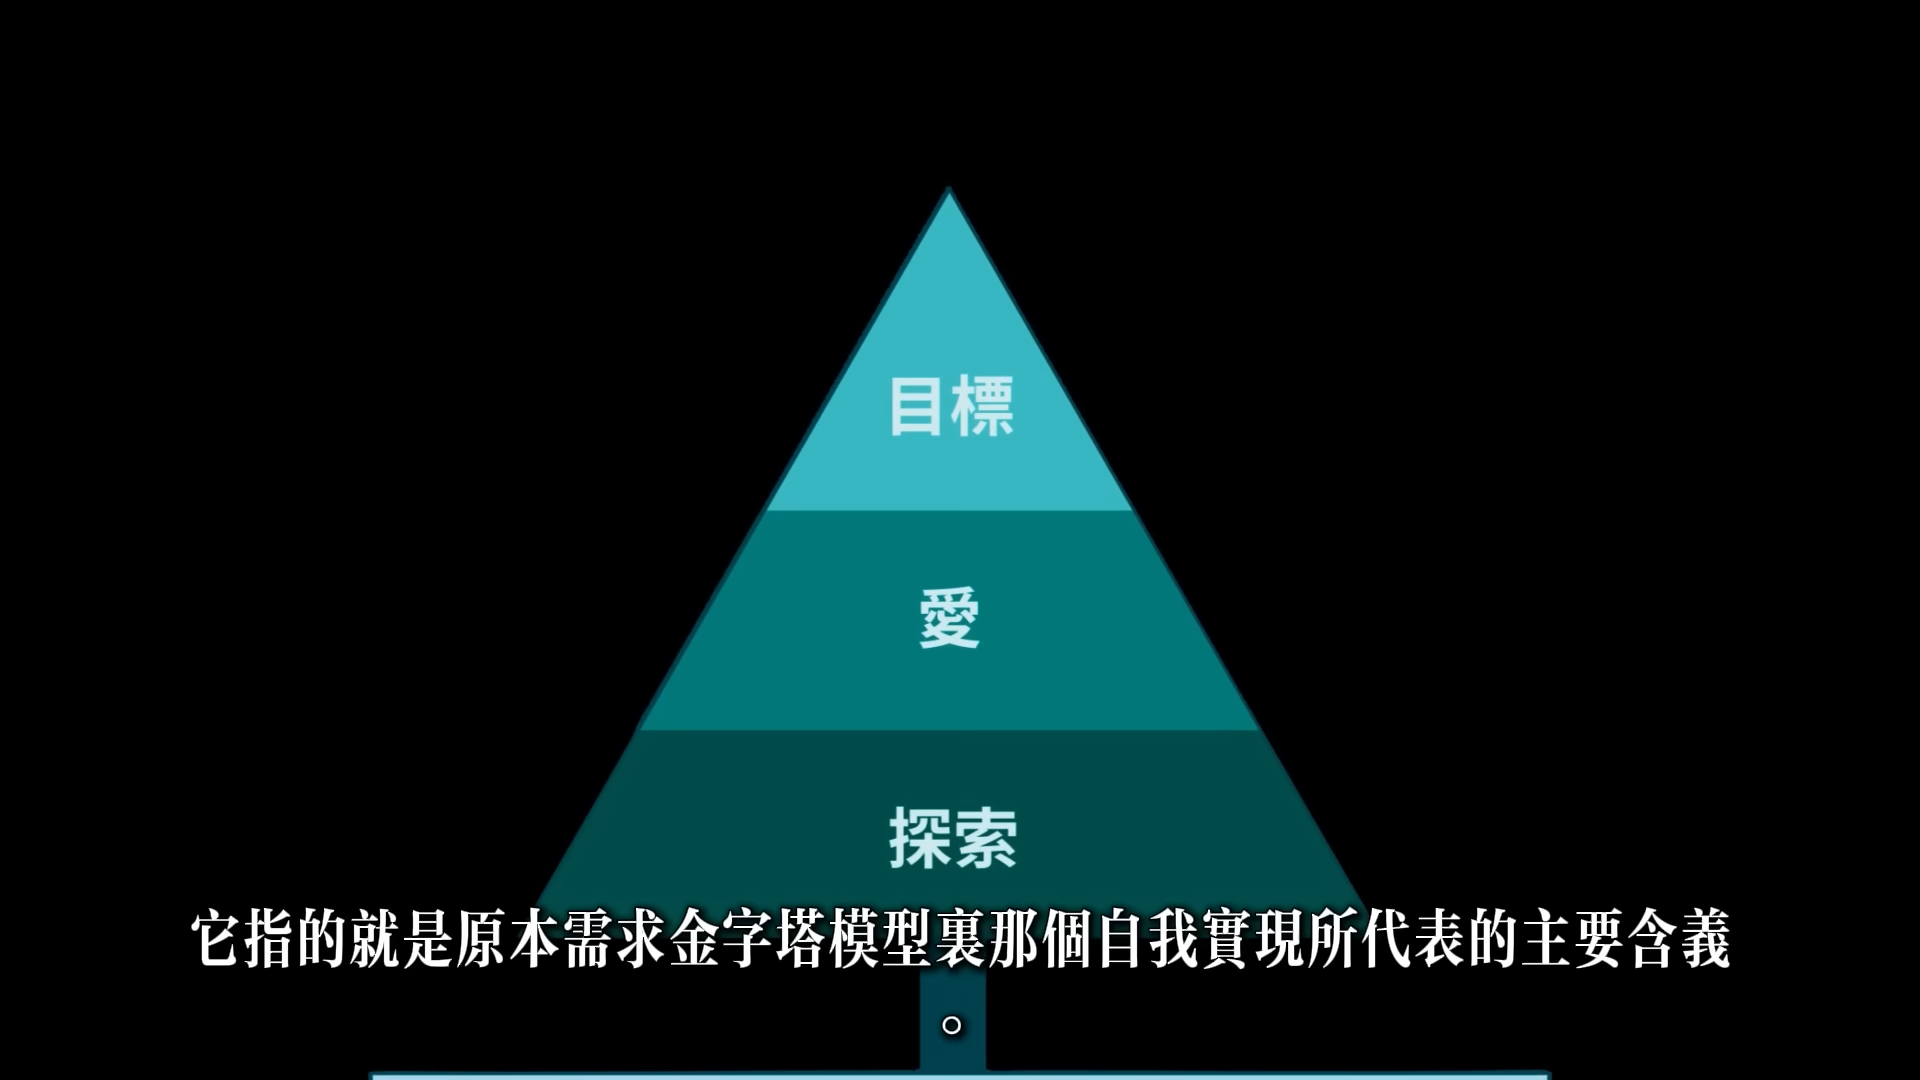 目標
愛
探索
它指的就是原本需求金字塔模型裏那個自我實現所代表的主要含義
。